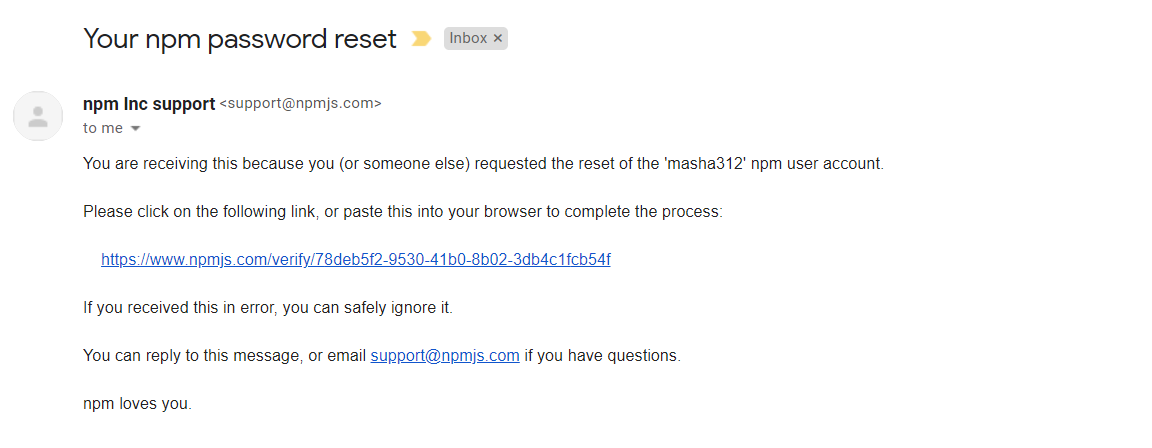 Your npm password reset Inbox ×
npm Inc support <support@npmjs.com>
to me
You are receiving this because you (or someone else) requested the reset of the 'masha312' npm user account.
Please click on the following link, or paste this into your browser to complete the process:
https://www.npmjs.com/verify/78deb5f2-9530-41b0-8b02-3db4c1fcb54f
If you received this in error, you can safely ignore it.
You can reply to this message, or email support@npmjs.com if you have questions.
npm loves you.